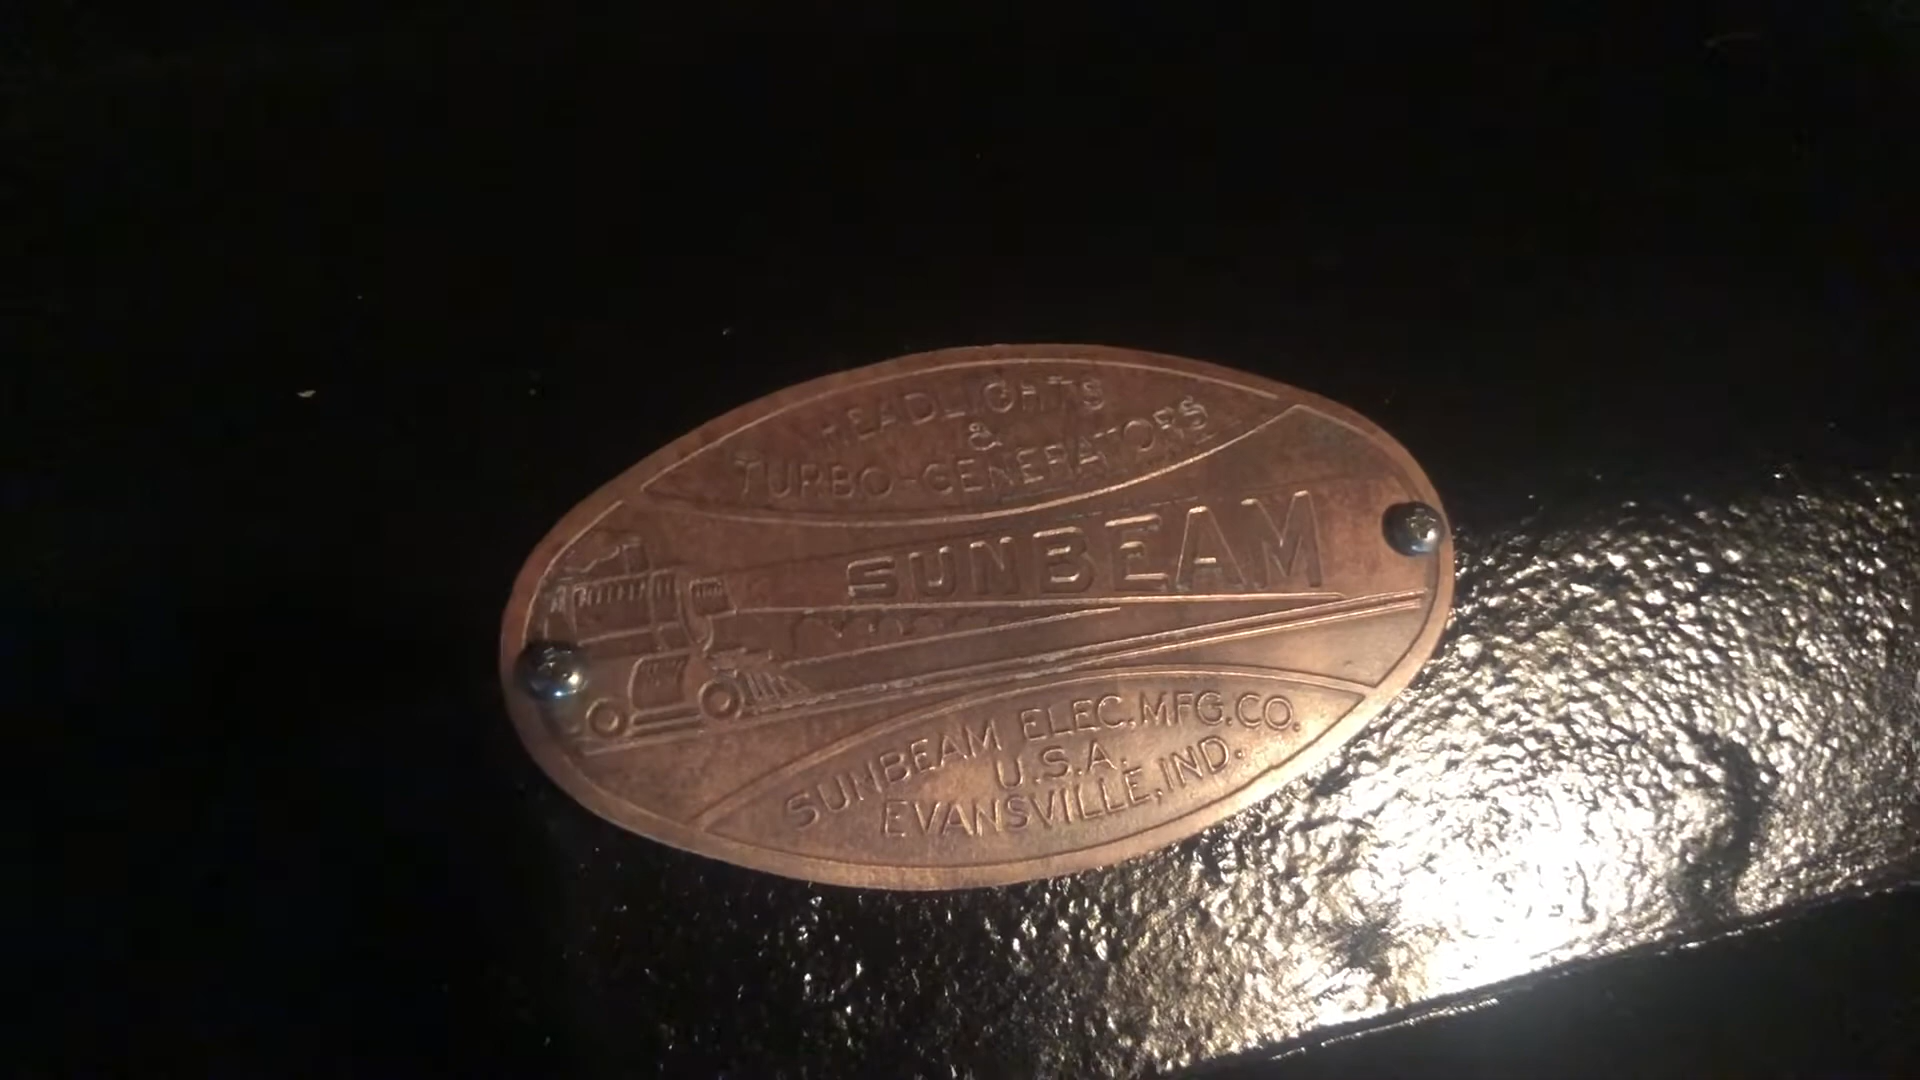 HEADLIGHTS
&
TURBO-GENERATORS
SUNBEAM
SUNBEAM ELEC. MFG. CO.
U.S.A.
EVANSVILLE, IND.